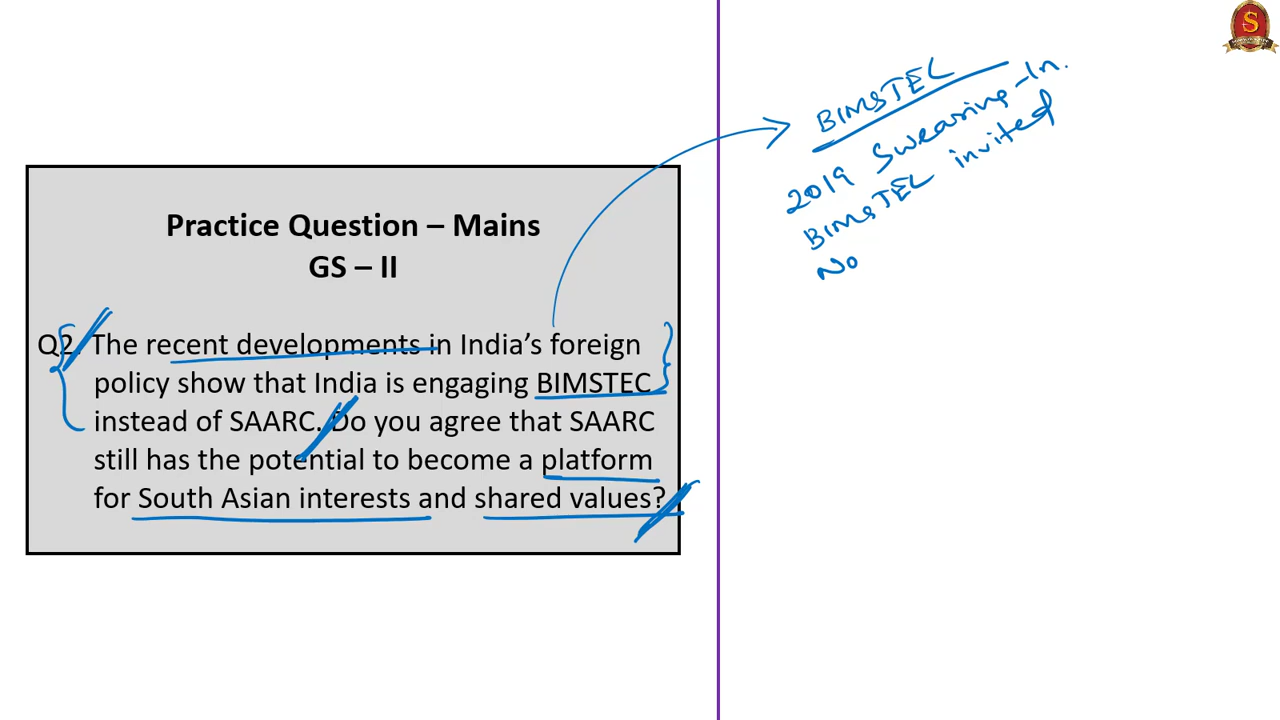 Practice Question – Mains
GS – II
Q2. The recent developments in India's foreign
policy show that India is engaging BIMSTEC
instead of SAARC. Do you agree that SAARC
still has the potential to become a platform
for South Asian interests and shared values?
BIMSTEC
2019 Swearing-In.
BIMSTEC invited
No
S